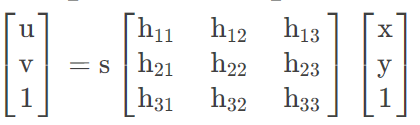 u h11 h12 h13 x
v = s h21 h22 h23 y
1 h31 h32 h33 1